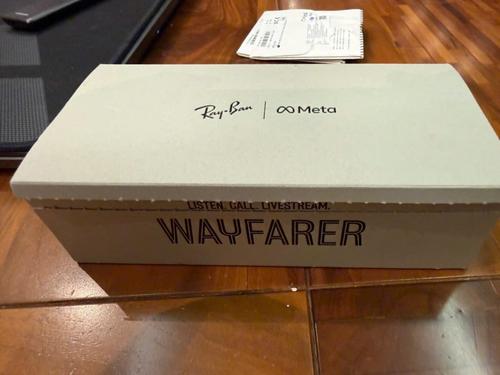 Ray-Ban | ∞ Meta
LISTEN. CALL. LIVESTREAM.
WAYFARER